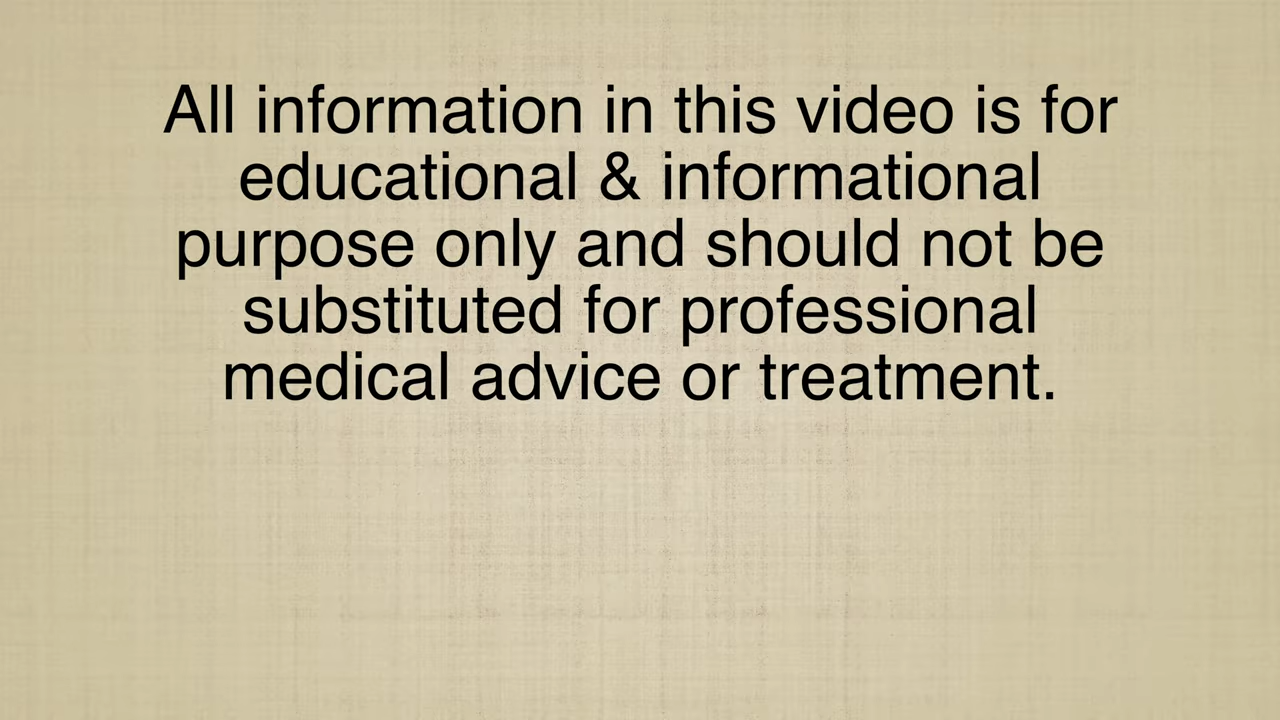 All information in this video is for
educational & informational
purpose only and should not be
substituted for professional
medical advice or treatment.